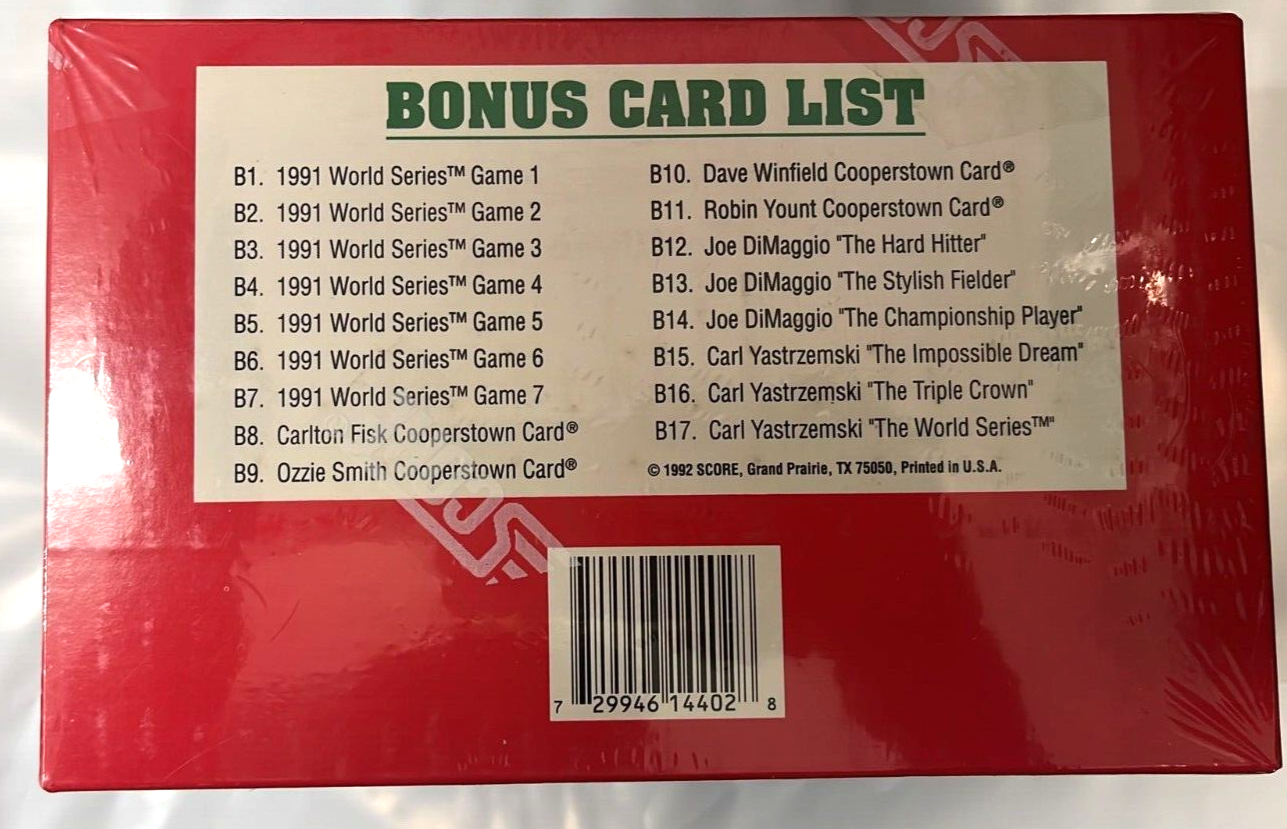 BONUS CARD LIST
B1. 1991 World Series™ Game 1
B2. 1991 World Series™ Game 2
B3. 1991 World Series™ Game 3
B4. 1991 World Series™ Game 4
B5. 1991 World Series™ Game 5
B6. 1991 World Series™ Game 6
B7. 1991 World Series™ Game 7
B8. Carlton Fisk Cooperstown Card®
B9. Ozzie Smith Cooperstown Card®
B10. Dave Winfield Cooperstown Card®
B11. Robin Yount Cooperstown Card®
B12. Joe DiMaggio "The Hard Hitter"
B13. Joe DiMaggio "The Stylish Fielder"
B14. Joe DiMaggio "The Championship Player"
B15. Carl Yastrzemski "The Impossible Dream"
B16. Carl Yastrzemski "The Triple Crown"
B17. Carl Yastrzemski "The World Series™"
© 1992 SCORE, Grand Prairie, TX 75050, Printed in U.S.A.
7 29946 14402 8